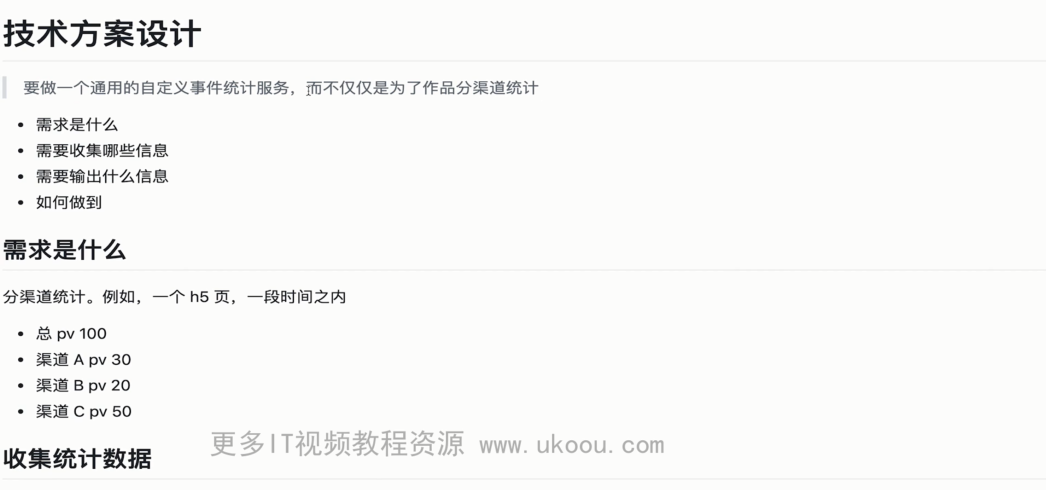 技术方案设计
要做一个通用的自定义事件统计服务，而不仅仅是为了作品分渠道统计
需求是什么
需要收集哪些信息
需要输出什么信息
如何做到
需求是什么
分渠道统计。例如，一个 h5 页，一段时间之内
总 pv 100
渠道 A pv 30
渠道 B pv 20
渠道 C pv 50
更多IT视频教程资源 www.ukoou.com
收集统计数据